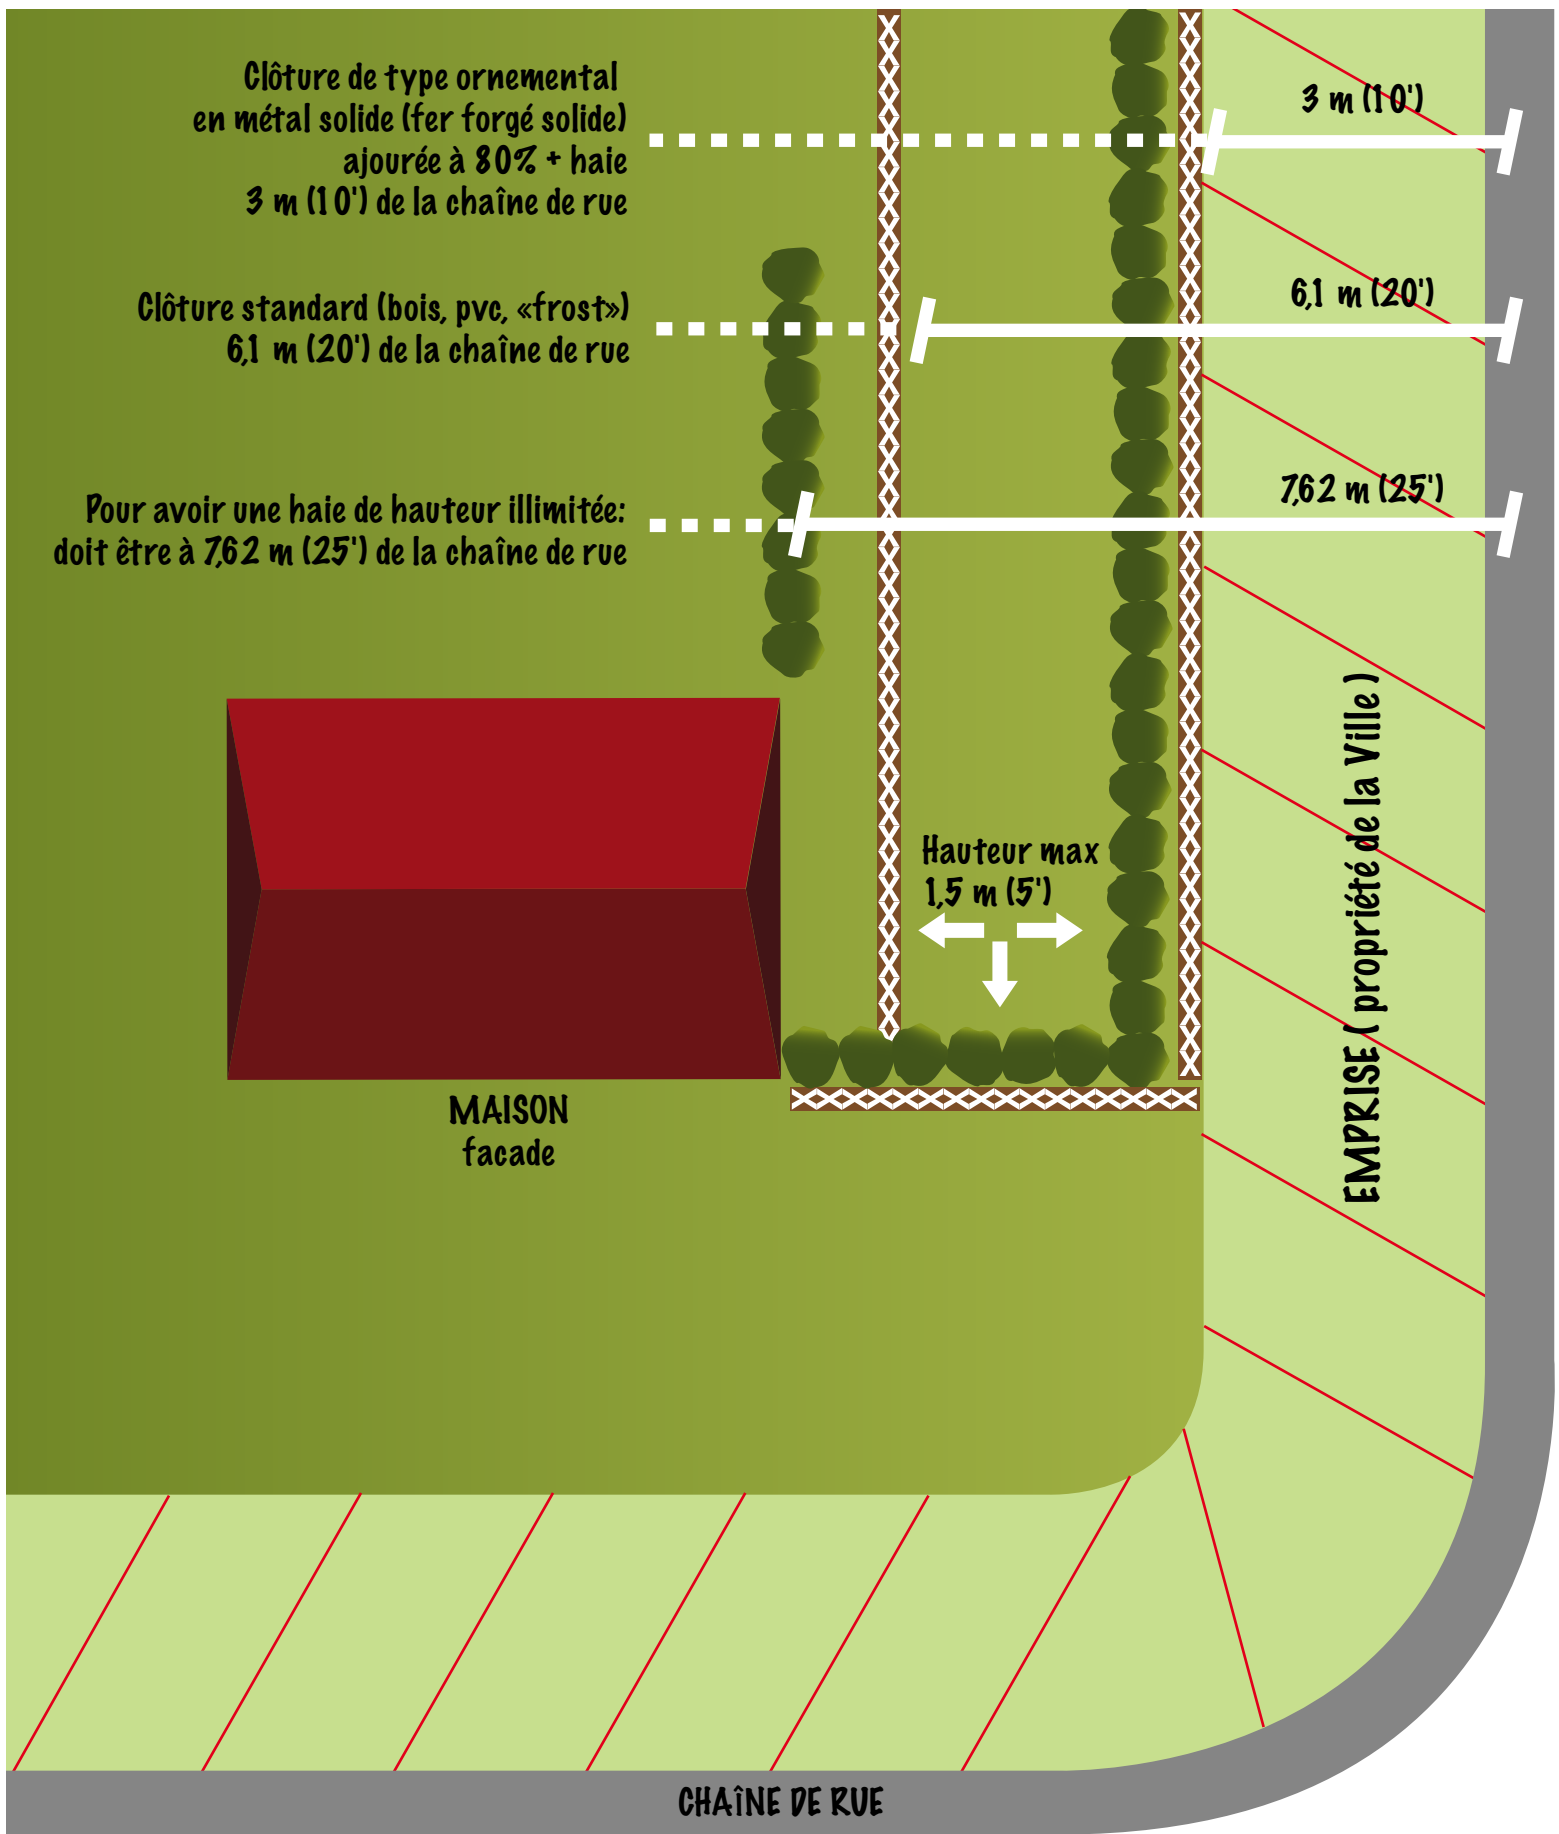 Clôture de type ornemental
en métal solide (fer forgé solide)
ajourée à 80% + haie
3 m (10') de la chaîne de rue
3 m (10')
Clôture standard (bois, pvc, «frost»)
6,1 m (20') de la chaîne de rue
6,1 m (20')
Pour avoir une haie de hauteur illimitée:
doit être à 7,62 m (25') de la chaîne de rue
7,62 m (25')
Hauteur max
1,5 m (5')
EMPRISE ( propriété de la Ville )
MAISON
facade
CHAîNE DE RUE